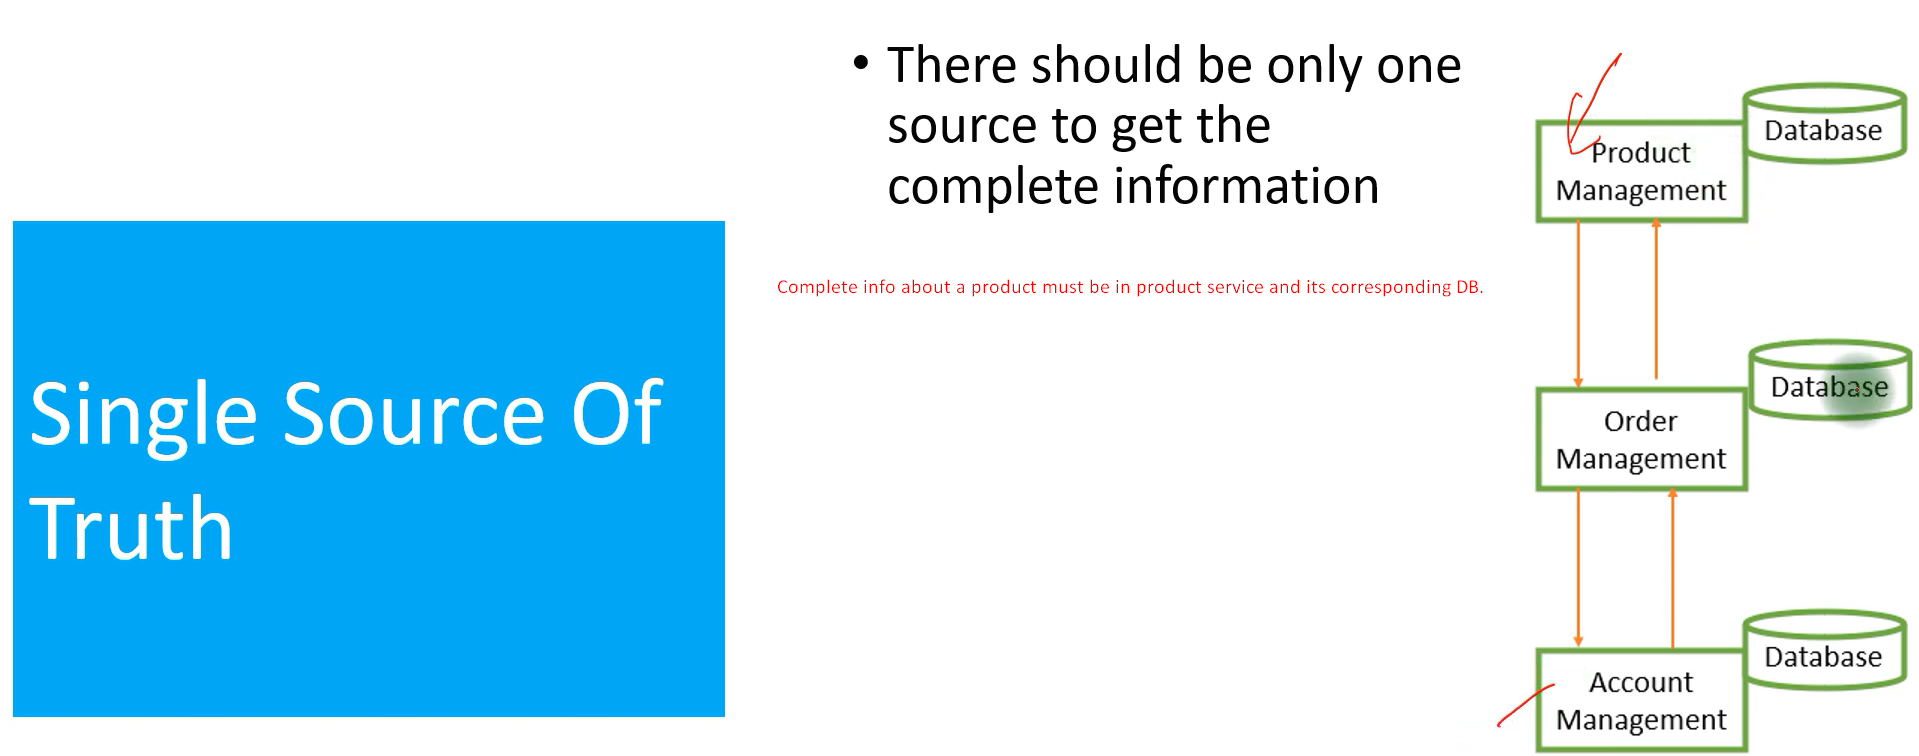 Single Source Of
Truth
• There should be only one
source to get the
complete information
Complete info about a product must be in product service and its corresponding DB.
Product
Management
Database
Order
Management
Database
Account
Management
Database